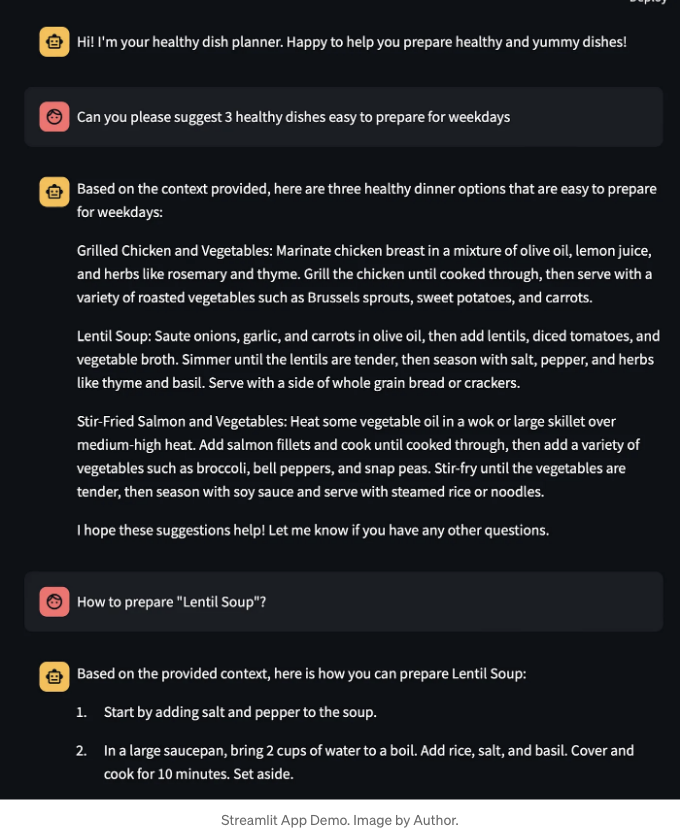 Deploy
Hi! I'm your healthy dish planner. Happy to help you prepare healthy and yummy dishes!
Can you please suggest 3 healthy dishes easy to prepare for weekdays
Based on the context provided, here are three healthy dinner options that are easy to prepare
for weekdays:
Grilled Chicken and Vegetables: Marinate chicken breast in a mixture of olive oil, lemon juice,
and herbs like rosemary and thyme. Grill the chicken until cooked through, then serve with a
variety of roasted vegetables such as Brussels sprouts, sweet potatoes, and carrots.
Lentil Soup: Saute onions, garlic, and carrots in olive oil, then add lentils, diced tomatoes, and
vegetable broth. Simmer until the lentils are tender, then season with salt, pepper, and herbs
like thyme and basil. Serve with a side of whole grain bread or crackers.
Stir-Fried Salmon and Vegetables: Heat some vegetable oil in a wok or large skillet over
medium-high heat. Add salmon fillets and cook until cooked through, then add a variety of
vegetables such as broccoli, bell peppers, and snap peas. Stir-fry until the vegetables are
tender, then season with soy sauce and serve with steamed rice or noodles.
I hope these suggestions help! Let me know if you have any other questions.
How to prepare "Lentil Soup"?
Based on the provided context, here is how you can prepare Lentil Soup:
1. Start by adding salt and pepper to the soup.
2. In a large saucepan, bring 2 cups of water to a boil. Add rice, salt, and basil. Cover and
cook for 10 minutes. Set aside.
Streamlit App Demo. Image by Author.